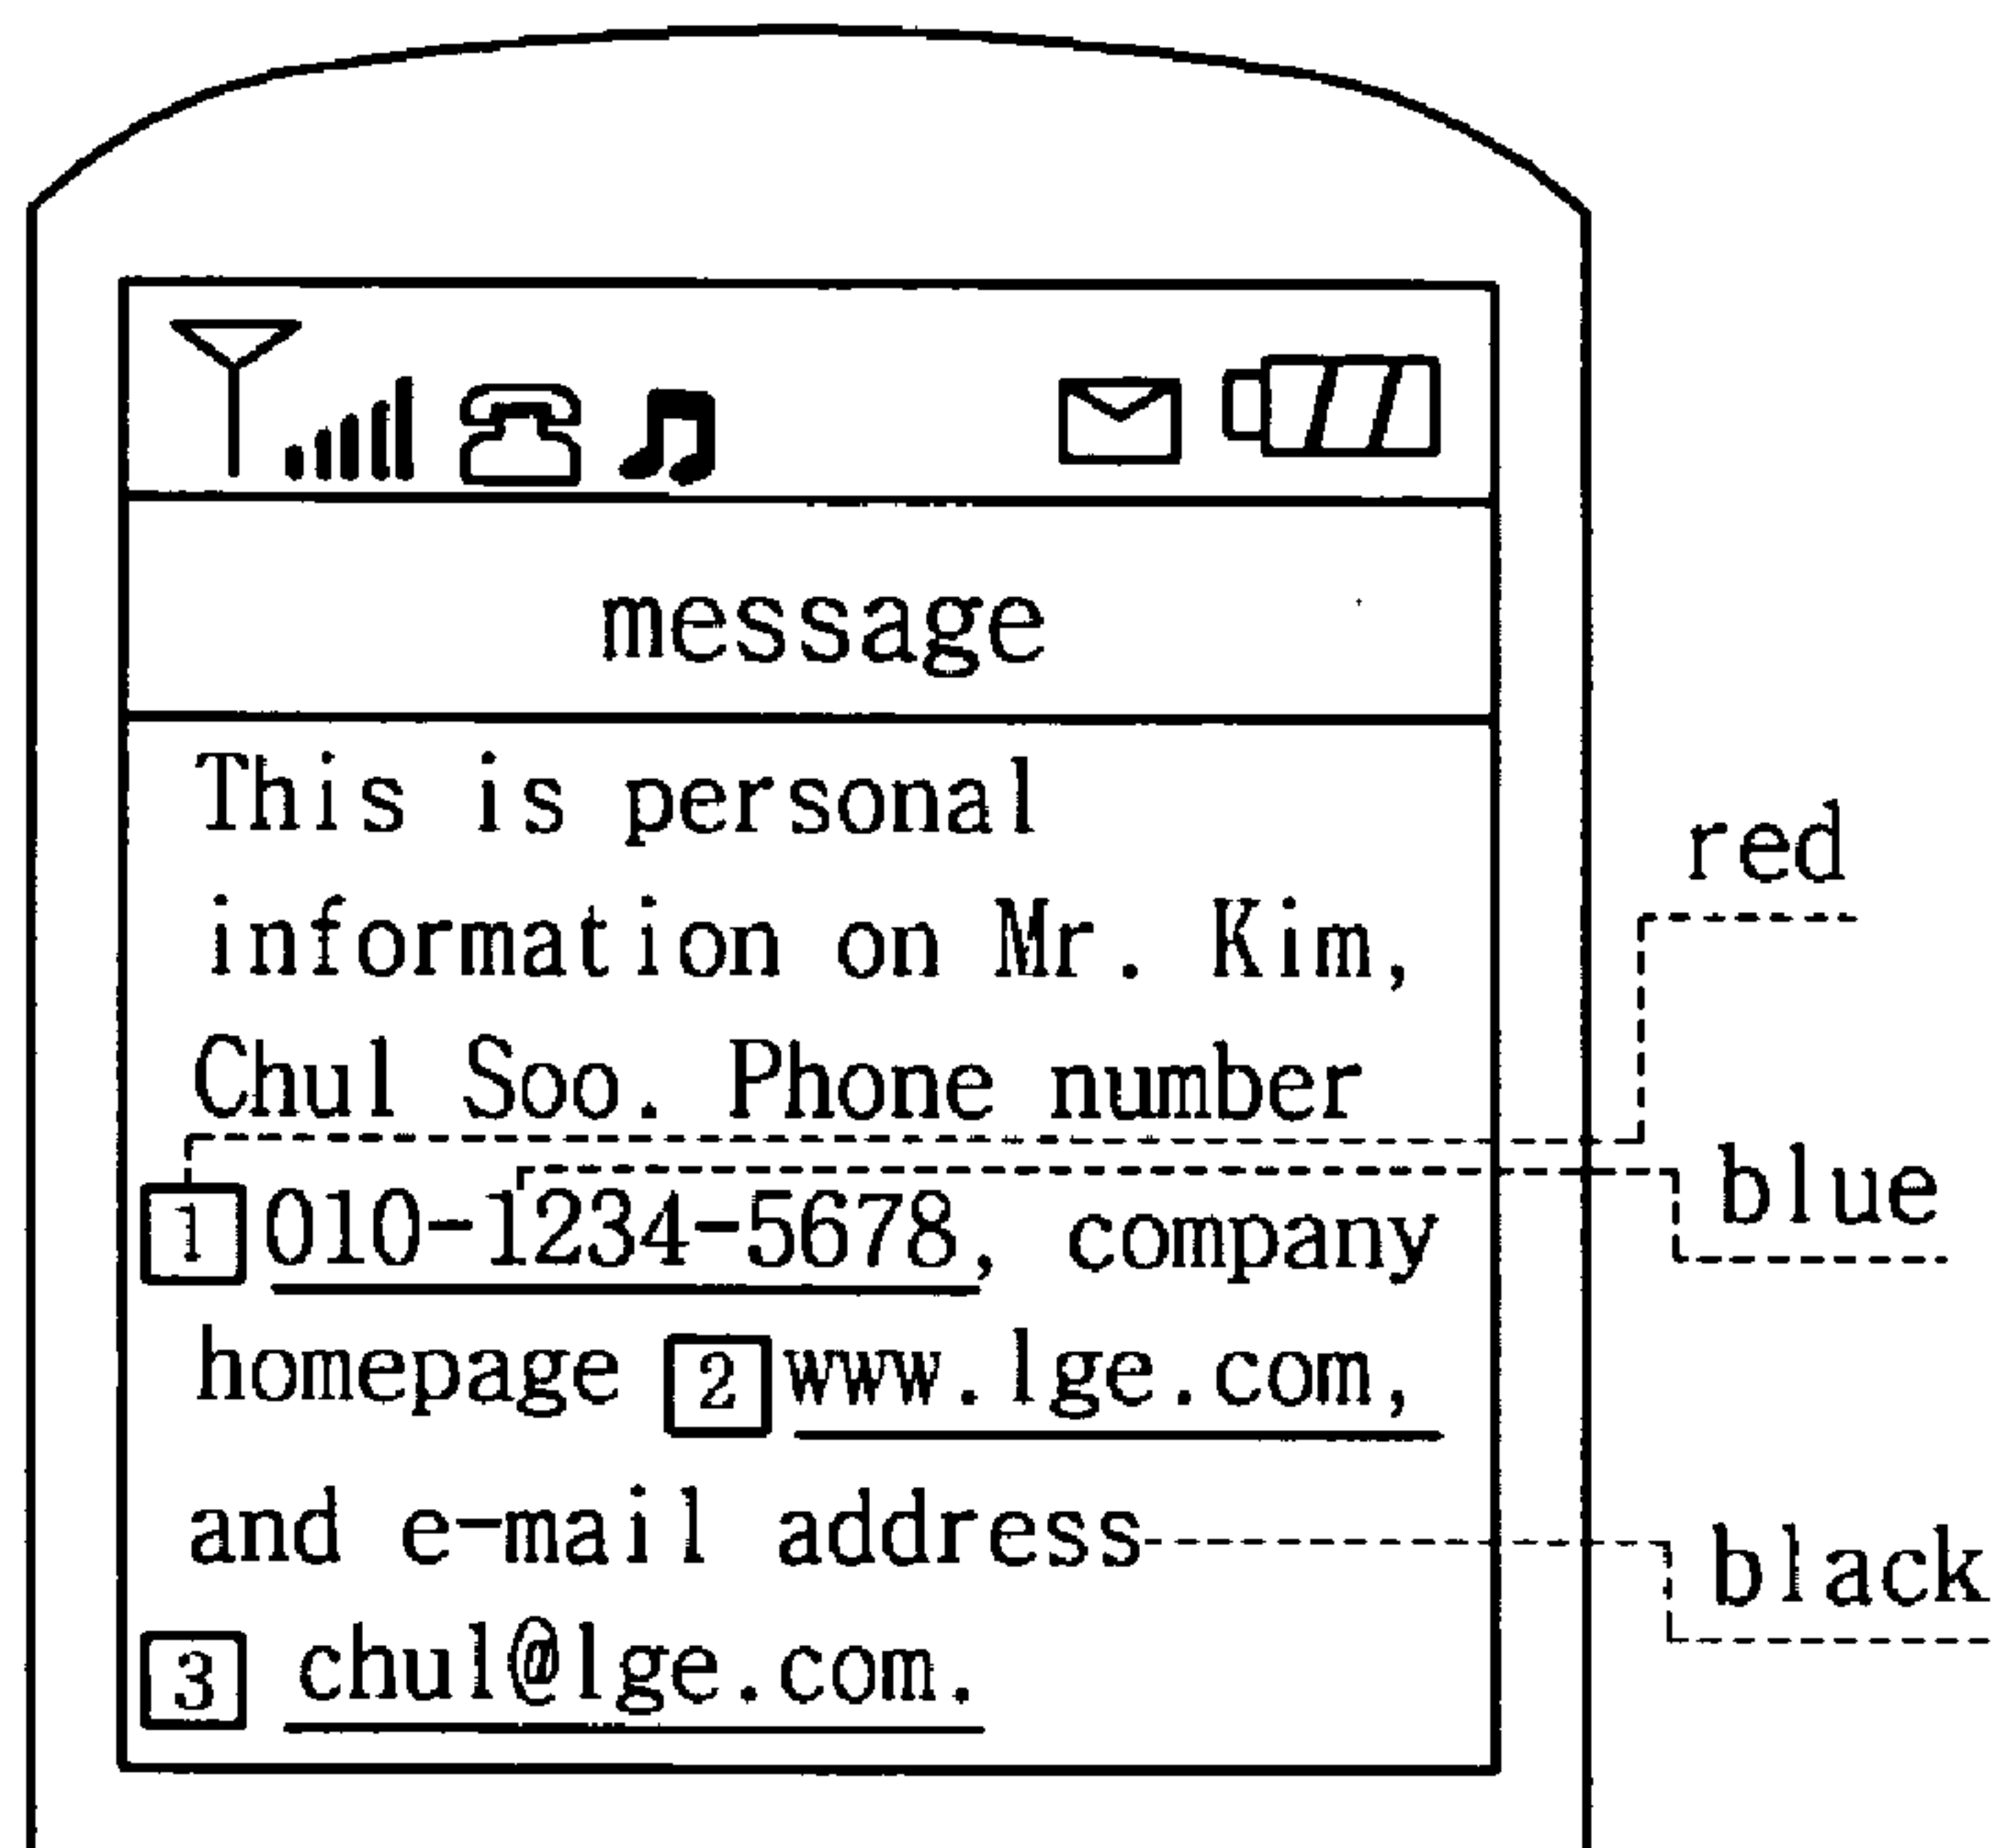 message
This is personal
information on Mr. Kim,
Chul Soo. Phone number
1 010-1234-5678, company
homepage 2 www.lge.com,
and e-mail address
3 chul@lge.com.
red
blue
black